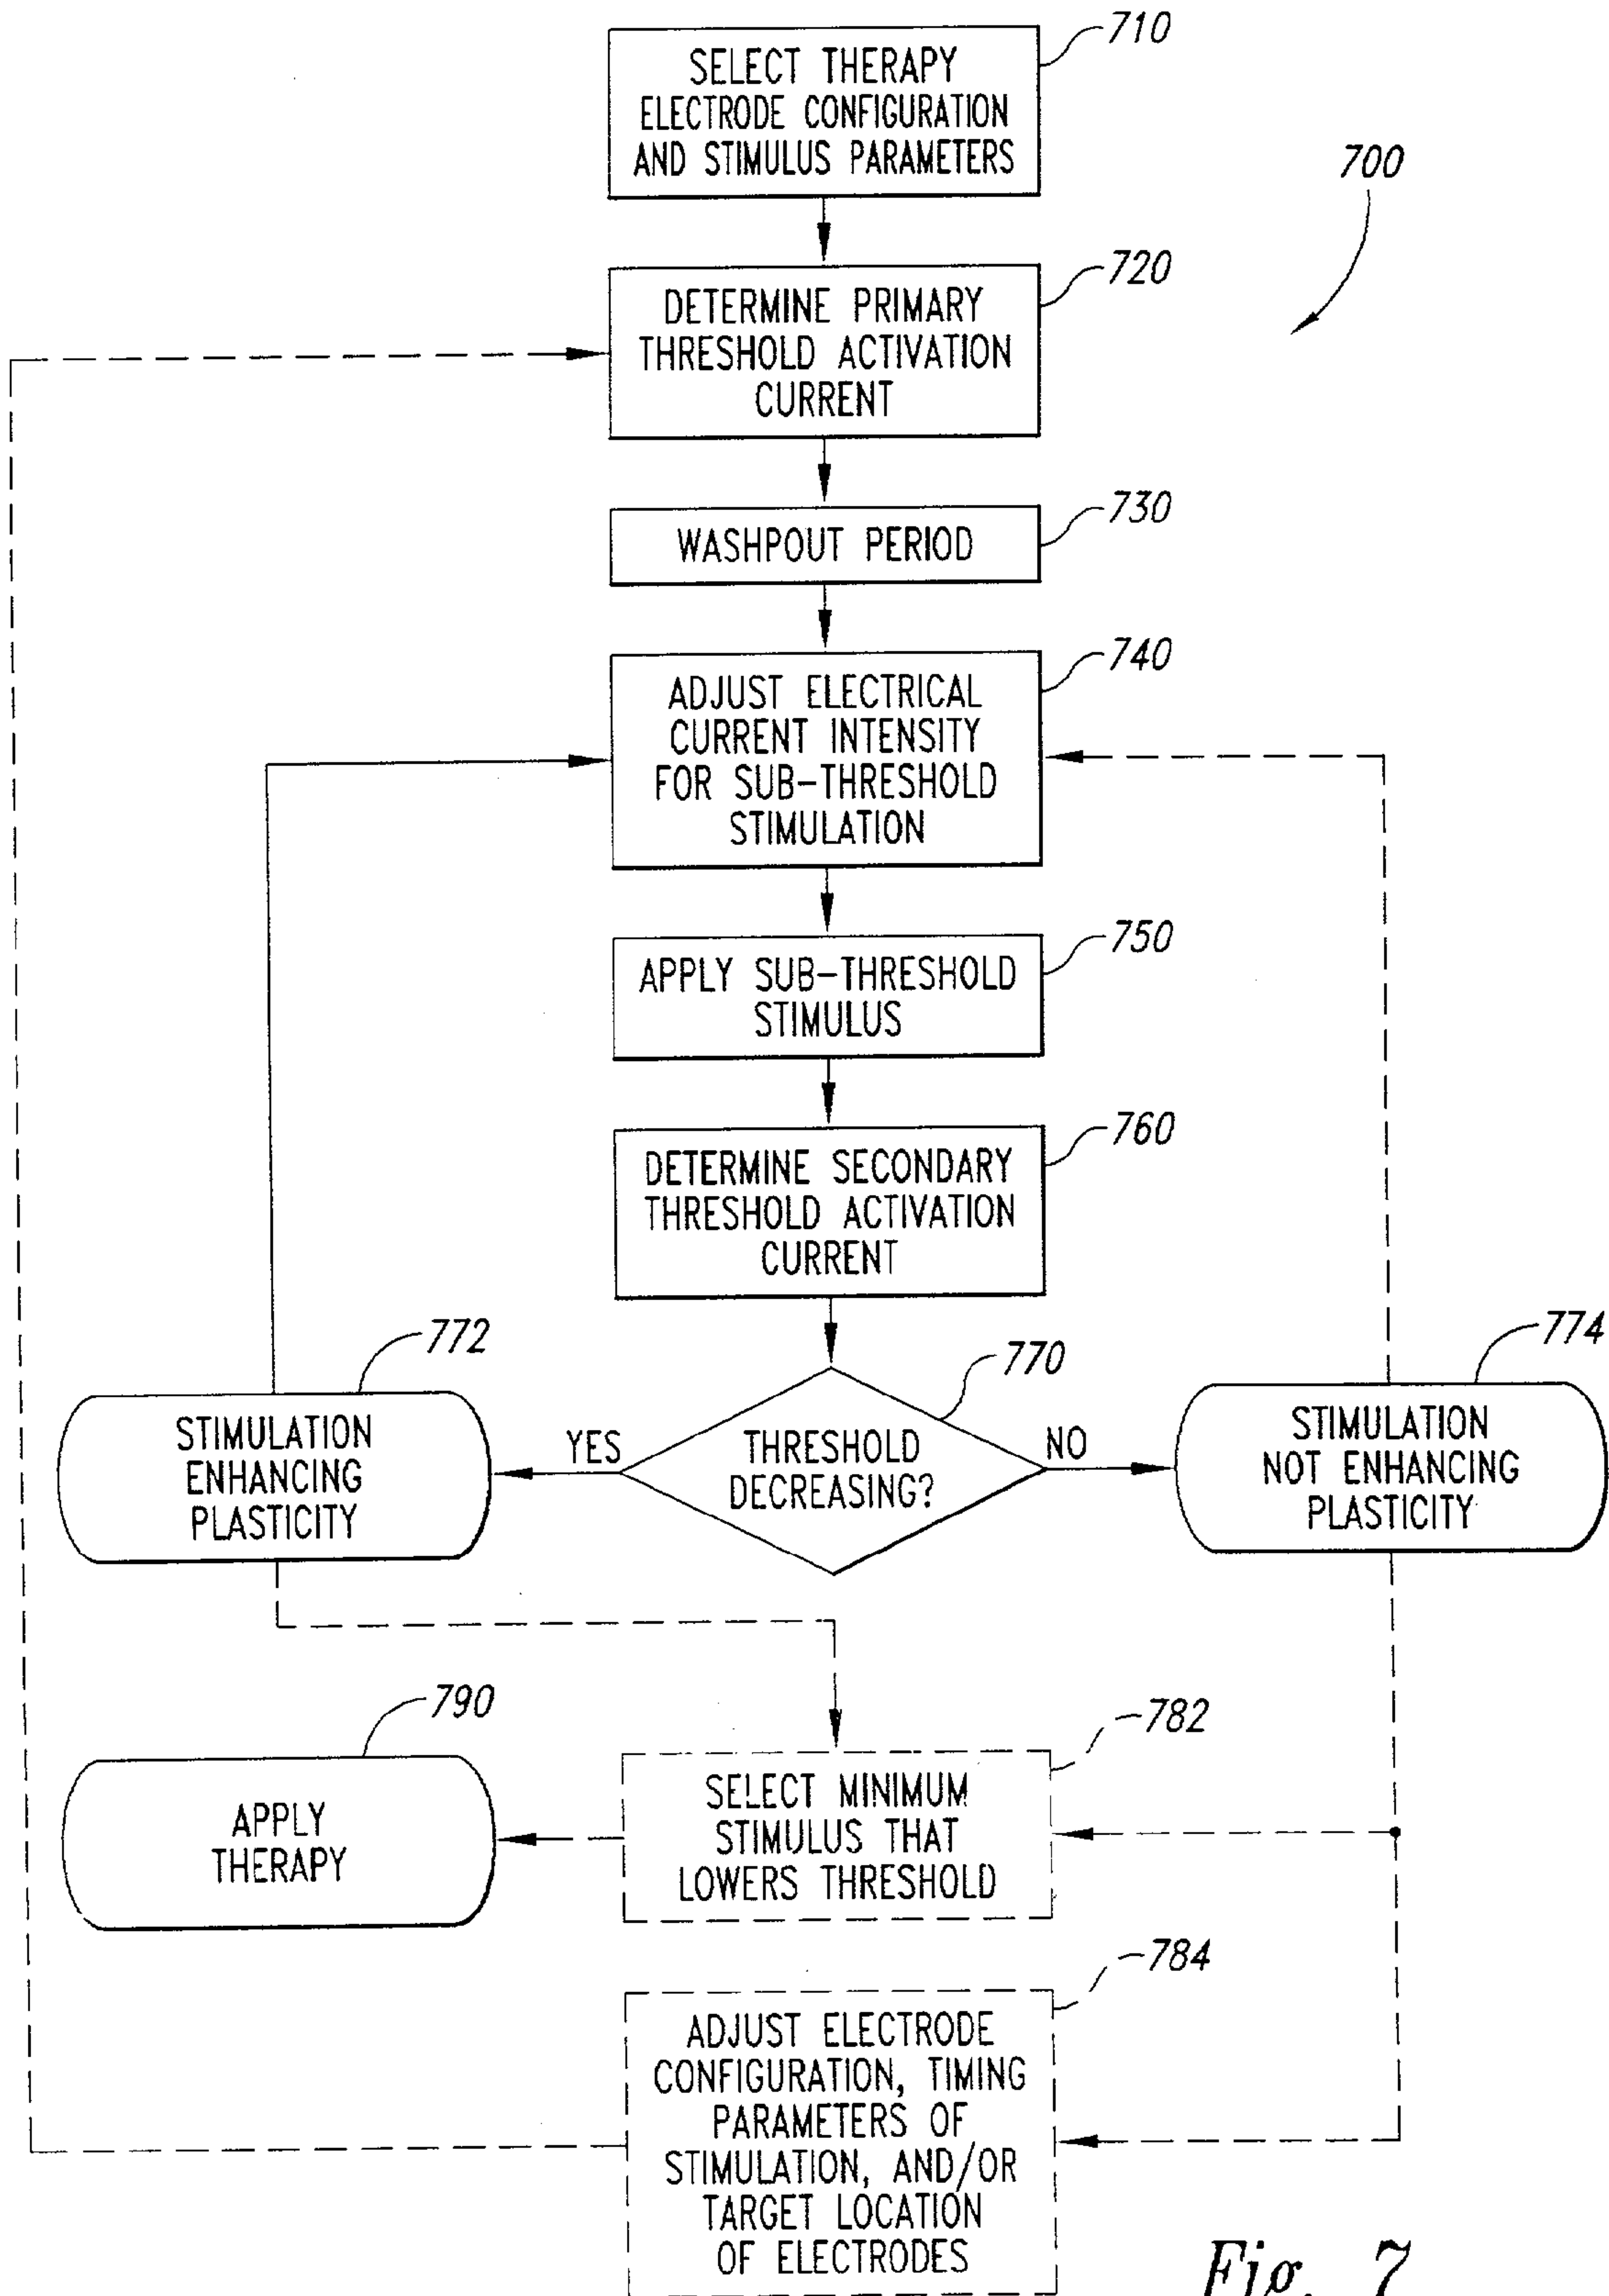 710
SELECT THERAPY
ELECTRODE CONFIGURATION
AND STIMULUS PARAMETERS
700
720
DETERMINE PRIMARY
THRESHOLD ACTIVATION
CURRENT
730
WASHPOUT PERIOD
740
ADJUST ELECTRICAL
CURRENT INTENSITY
FOR SUB-THRESHOLD
STIMULATION
750
APPLY SUB-THRESHOLD
STIMULUS
760
DETERMINE SECONDARY
THRESHOLD ACTIVATION
CURRENT
772
770
774
STIMULATION
ENHANCING
PLASTICITY
YES
THRESHOLD
DECREASING?
NO
STIMULATION
NOT ENHANCING
PLASTICITY
790
782
APPLY
THERAPY
SELECT MINIMUM
STIMULUS THAT
LOWERS THRESHOLD
784
ADJUST ELECTRODE
CONFIGURATION, TIMING
PARAMETERS OF
STIMULATION, AND/OR
TARGET LOCATION
OF ELECTRODES
Fig. 7